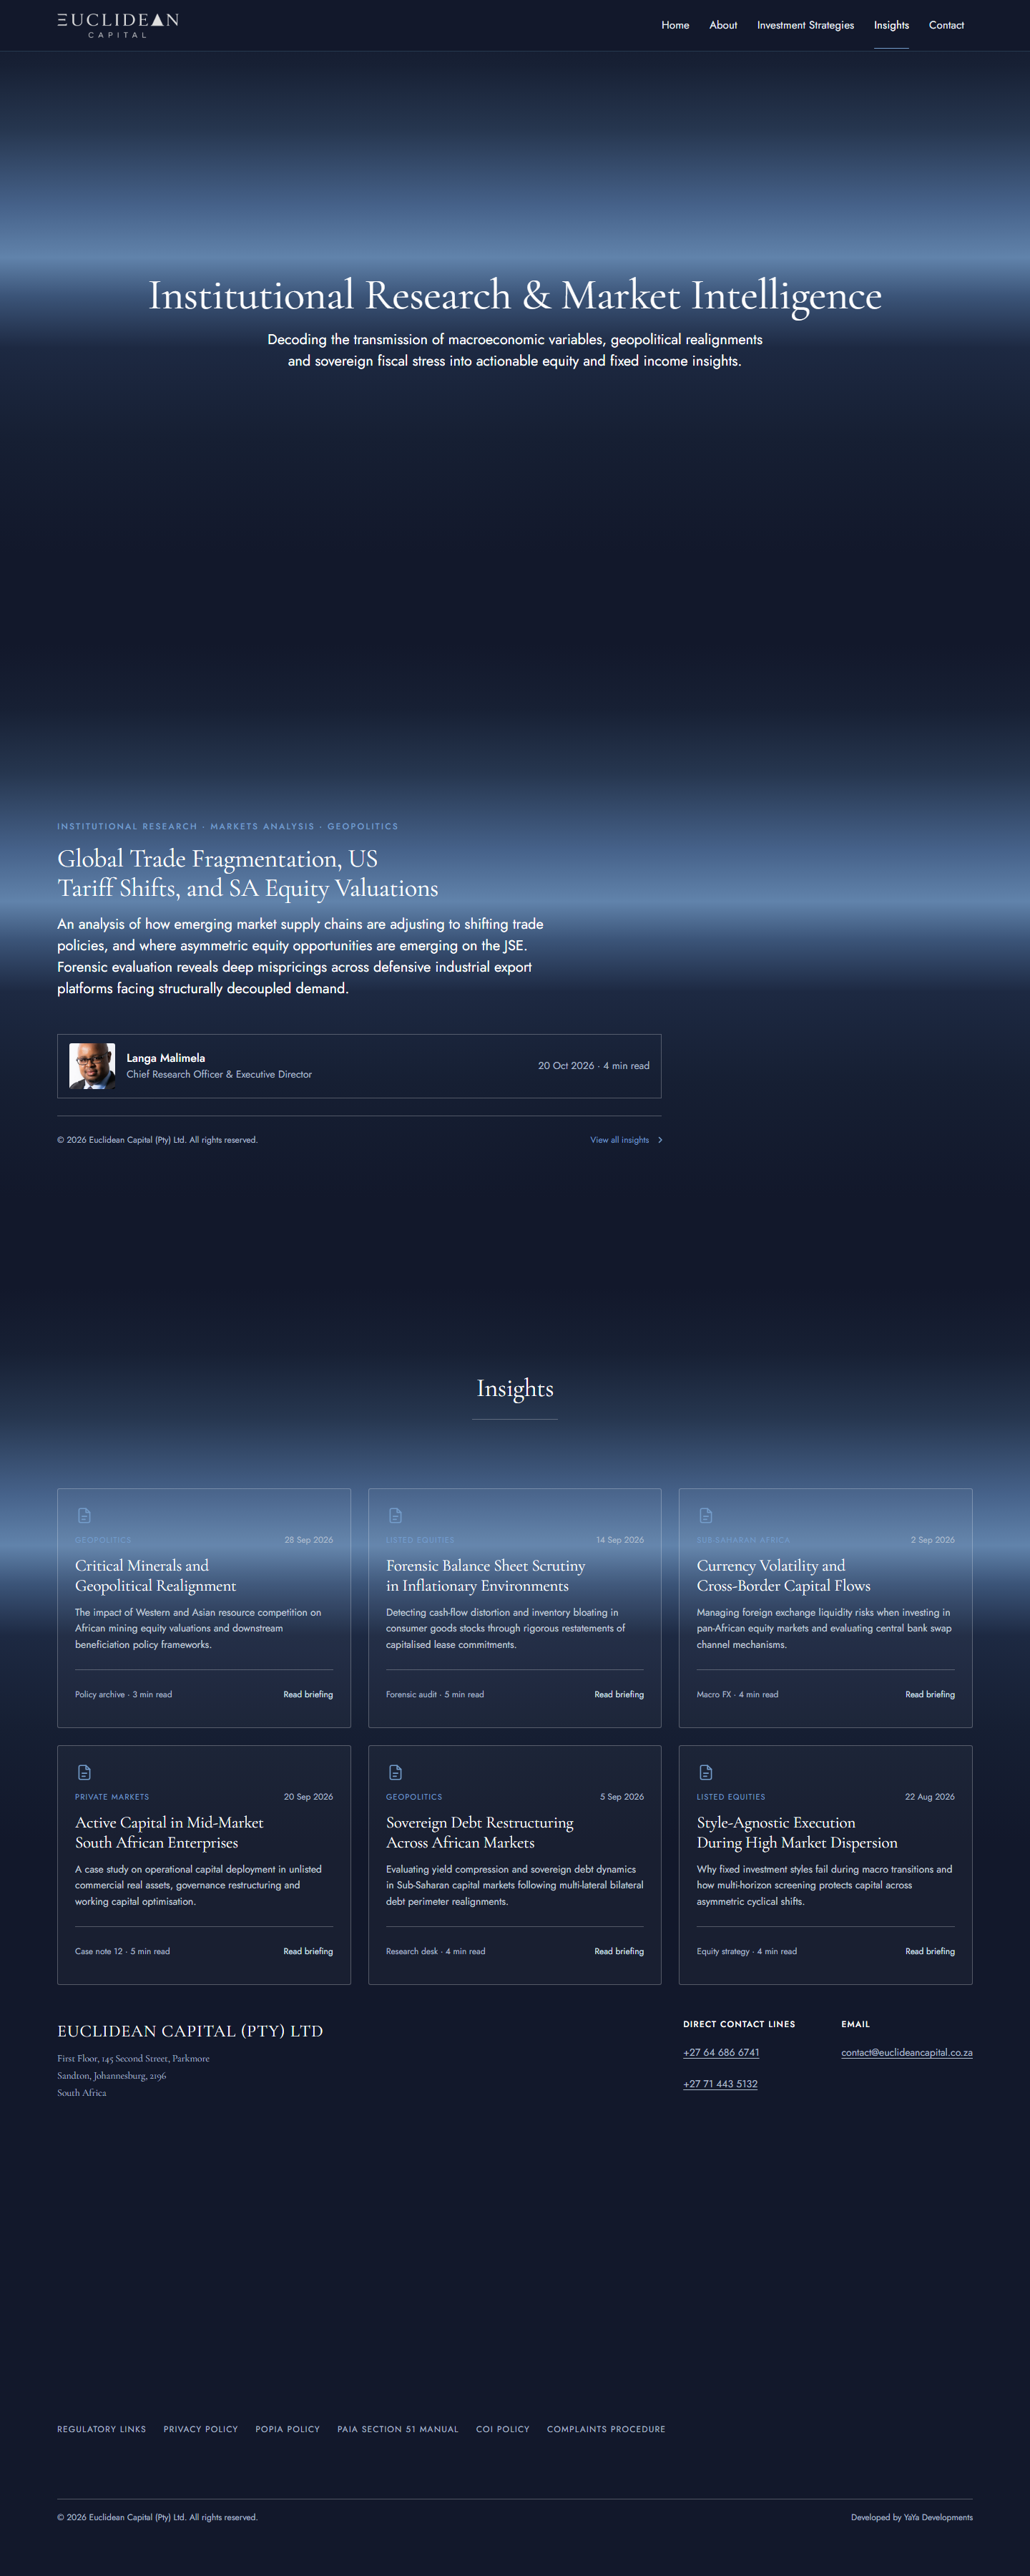 EUCLIDEAN
CAPITAL
Home About Investment Strategies Insights Contact
Institutional Research & Market Intelligence
Decoding the transmission of macroeconomic variables, geopolitical realignments
and sovereign fiscal stress into actionable equity and fixed income insights.
INSTITUTIONAL RESEARCH · MARKETS ANALYSIS · GEOPOLITICS
Global Trade Fragmentation, US
Tariff Shifts, and SA Equity Valuations
An analysis of how emerging market supply chains are adjusting to shifting trade
policies, and where asymmetric equity opportunities are emerging on the JSE.
Forensic evaluation reveals deep mispricings across defensive industrial export
platforms facing structurally decoupled demand.
Langa Malimela
Chief Research Officer & Executive Director
20 Oct 2026 · 4 min read
© 2026 Euclidean Capital (Pty) Ltd. All rights reserved.
View all insights
Insights
GEOPOLITICS
28 Sep 2026
Critical Minerals and
Geopolitical Realignment
The impact of Western and Asian resource competition on
African mining equity valuations and downstream
beneficiation policy frameworks.
Policy archive · 3 min read
Read briefing
LISTED EQUITIES
14 Sep 2026
Forensic Balance Sheet Scrutiny
in Inflationary Environments
Detecting cash-flow distortion and inventory bloating in
consumer goods stocks through rigorous restatements of
capitalised lease commitments.
Forensic audit · 5 min read
Read briefing
SUB-SAHARAN AFRICA
2 Sep 2026
Currency Volatility and
Cross-Border Capital Flows
Managing foreign exchange liquidity risks when investing in
pan-African equity markets and evaluating central bank swap
channel mechanisms.
Macro FX · 4 min read
Read briefing
PRIVATE MARKETS
20 Sep 2026
Active Capital in Mid-Market
South African Enterprises
A case study on operational capital deployment in unlisted
commercial real assets, governance restructuring and
working capital optimisation.
Case note 12 · 5 min read
Read briefing
GEOPOLITICS
5 Sep 2026
Sovereign Debt Restructuring
Across African Markets
Evaluating yield compression and sovereign debt dynamics
in Sub-Saharan capital markets following multi-lateral bilateral
debt perimeter realignments.
Research desk · 4 min read
Read briefing
LISTED EQUITIES
22 Aug 2026
Style-Agnostic Execution
During High Market Dispersion
Why fixed investment styles fail during macro transitions and
how multi-horizon screening protects capital across
asymmetric cyclical shifts.
Equity strategy · 4 min read
Read briefing
EUCLIDEAN CAPITAL (PTY) LTD
First Floor, 145 Second Street, Parkmore
Sandton, Johannesburg, 2196
South Africa
DIRECT CONTACT LINES
+27 64 686 6741
+27 71 443 5132
EMAIL
contact@euclideancapital.co.za
REGULATORY LINKS PRIVACY POLICY POPIA POLICY PAIA SECTION 51 MANUAL COI POLICY COMPLAINTS PROCEDURE
© 2026 Euclidean Capital (Pty) Ltd. All rights reserved.
Developed by YaYa Developments